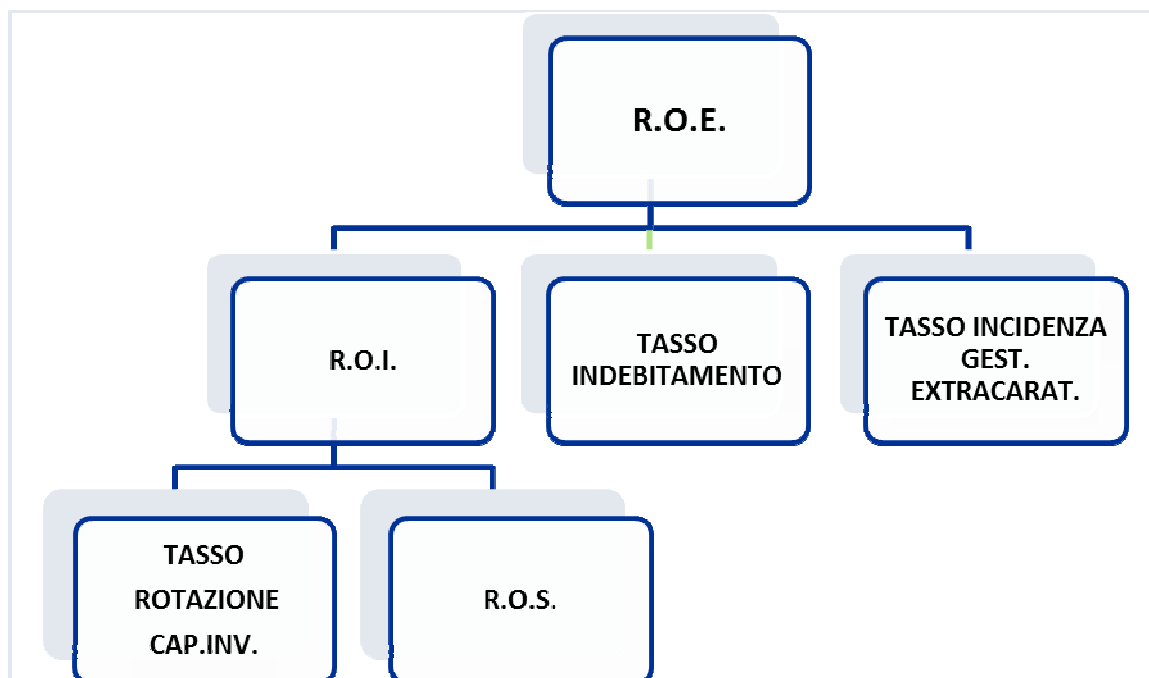 R.O.E.
R.O.I.
TASSO
INDEBITAMENTO
TASSO INCIDENZA
GEST.
EXTRACARAT.
TASSO
ROTAZIONE
CAP.INV.
R.O.S.